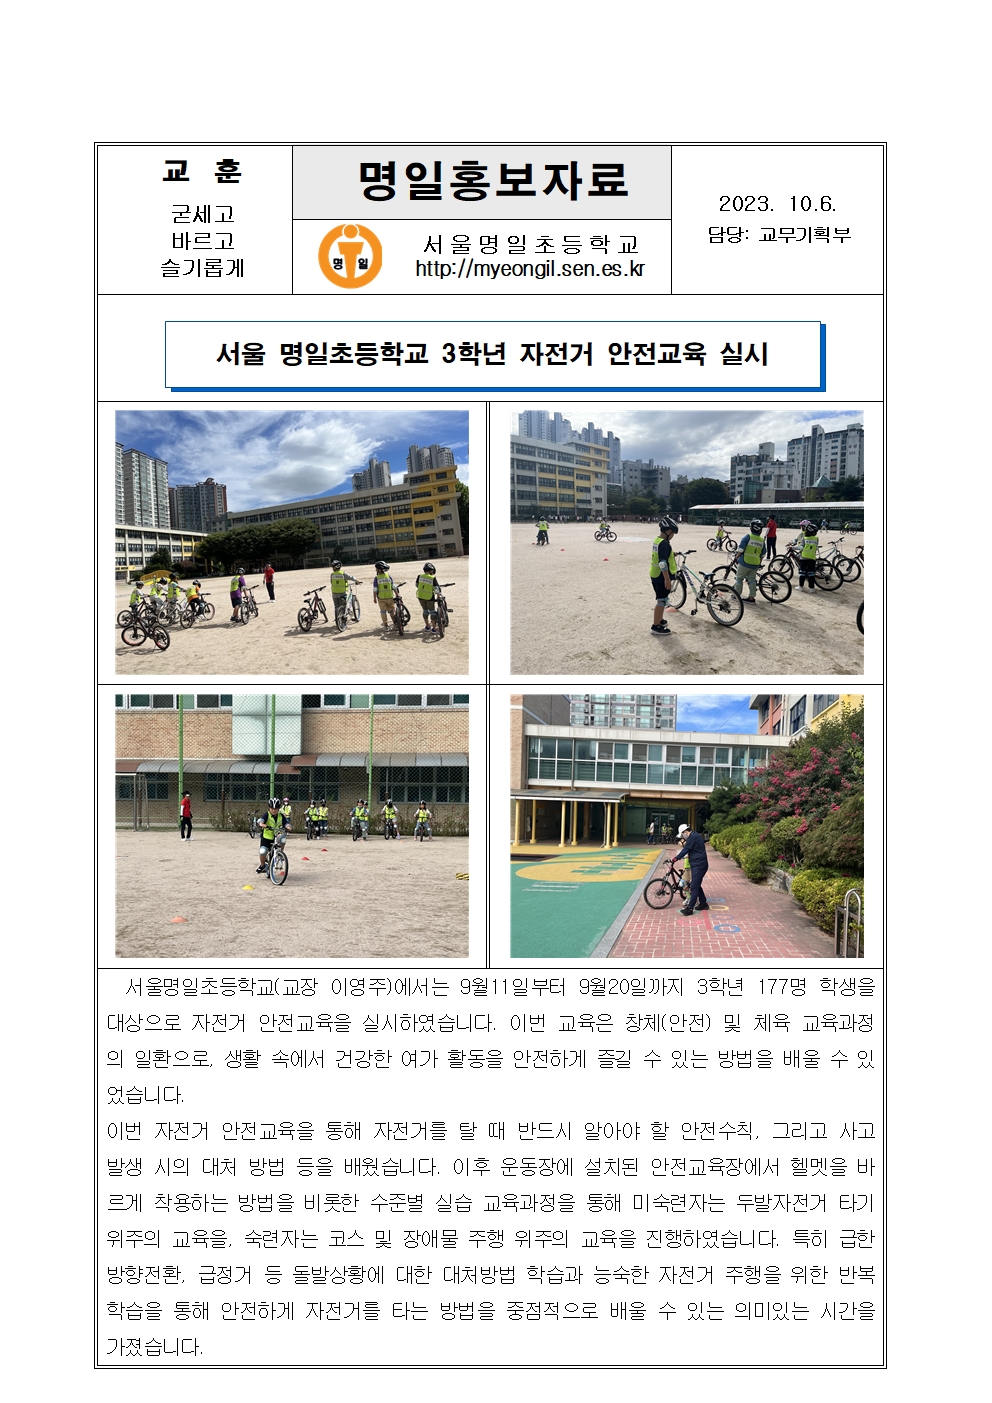 교 훈
굳세고
바르고
슬기롭게
명일홍보자료
명 일
서울명일초등학교
http://myeongil.sen.es.kr
2023. 10.6.
담당: 교무기획부
서울 명일초등학교 3학년 자전거 안전교육 실시
서울명일초등학교(교장 이영주)에서는 9월11일부터 9월20일까지 3학년 177명 학생을
대상으로 자전거 안전교육을 실시하였습니다. 이번 교육은 창체(안전) 및 체육 교육과정
의 일환으로, 생활 속에서 건강한 여가 활동을 안전하게 즐길 수 있는 방법을 배울 수 있
었습니다.
이번 자전거 안전교육을 통해 자전거를 탈 때 반드시 알아야 할 안전수칙, 그리고 사고
발생 시의 대처 방법 등을 배웠습니다. 이후 운동장에 설치된 안전교육장에서 헬멧을 바
르게 착용하는 방법을 비롯한 수준별 실습 교육과정을 통해 미숙련자는 두발자전거 타기
위주의 교육을, 숙련자는 코스 및 장애물 주행 위주의 교육을 진행하였습니다. 특히 급한
방향전환, 급정거 등 돌발상황에 대한 대처방법 학습과 능숙한 자전거 주행을 위한 반복
학습을 통해 안전하게 자전거를 타는 방법을 중점적으로 배울 수 있는 의미있는 시간을
가졌습니다.